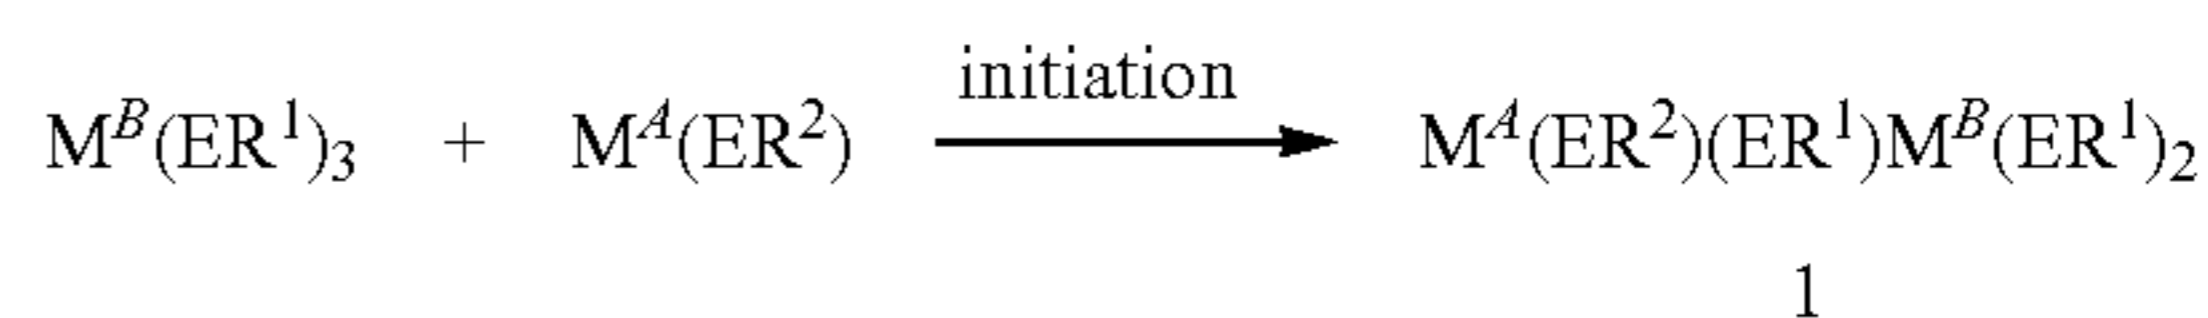 initiation
M^B(ER^1)_3 + M^A(ER^2) ⟶ M^A(ER^2)(ER^1)M^B(ER^1)_2
1